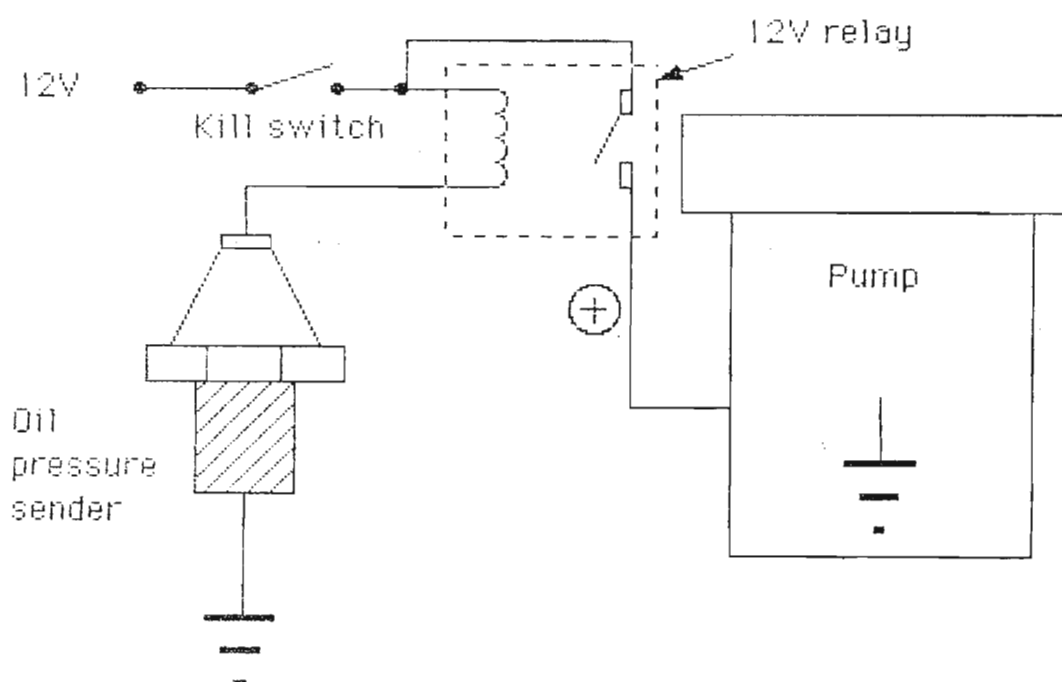 12V relay
12V
Kill switch
+
Pump
Oil
pressure
sender